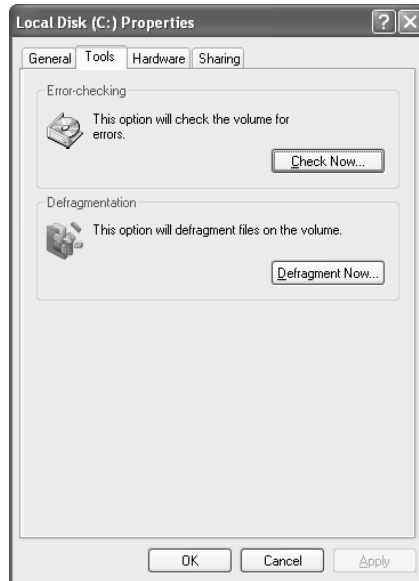 Local Disk (C:) Properties
General Tools Hardware Sharing
Error-checking
This option will check the volume for
errors.
Check Now...
Defragmentation
This option will defragment files on the volume.
Defragment Now...
OK Cancel Apply